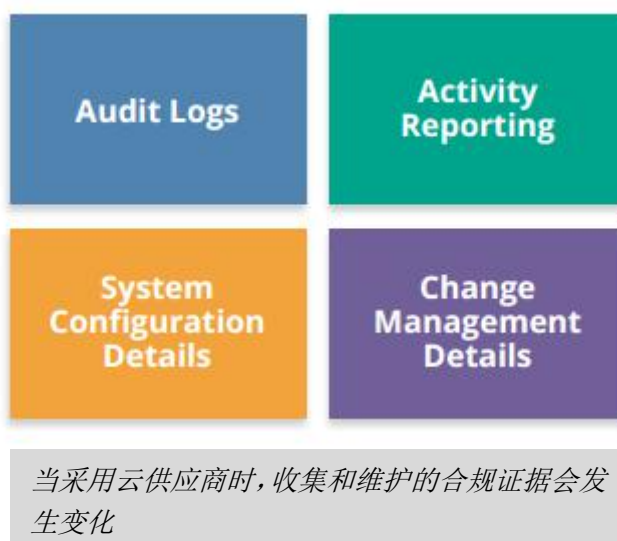 Audit Logs
Activity
Reporting
System
Configuration
Details
Change
Management
Details
当采用云供应商时，收集和维护的合规证据会发
生变化